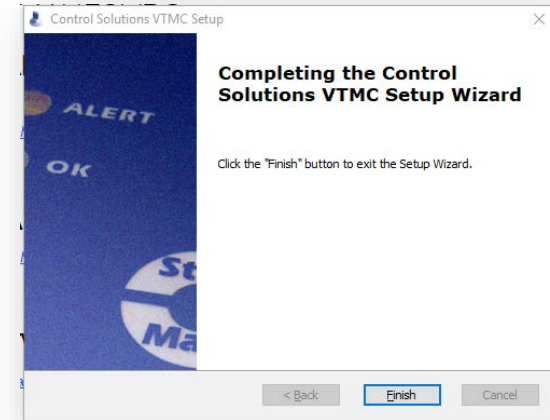 Control Solutions VTMC Setup
ALERT
OK
Completing the Control
Solutions VTMC Setup Wizard
Click the "Finish" button to exit the Setup Wizard.
< Back
Finish
Cancel